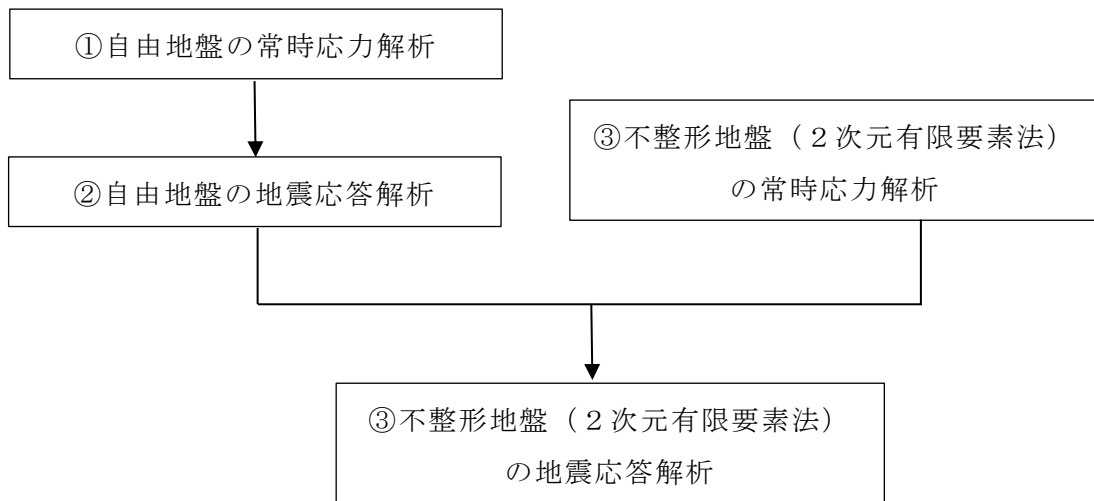 ①自由地盤の常時応力解析
②自由地盤の地震応答解析
③不整形地盤（２次元有限要素法）
の常時応力解析
③不整形地盤（２次元有限要素法）
の地震応答解析